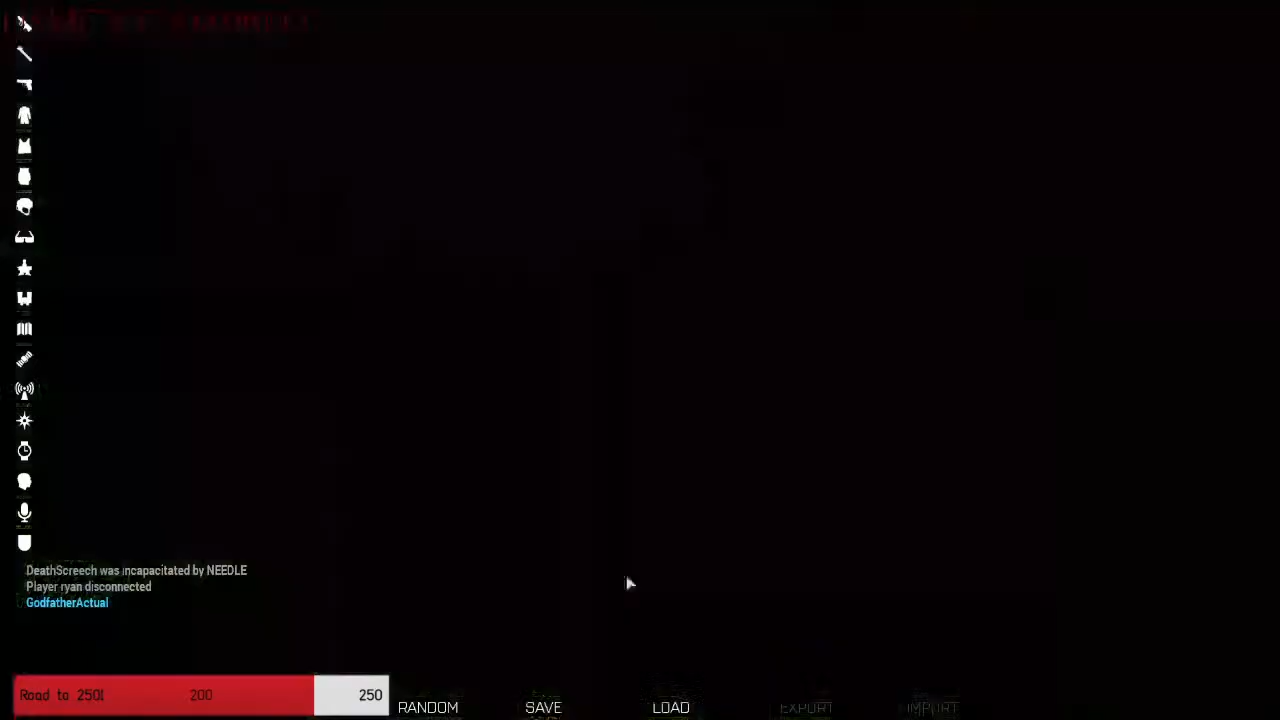 DeathScreech was incapacitated by NEEDLE
Player ryan disconnected
GodfatherActual
Road to 250! 200 250
RANDOM SAVE LOAD EXPORT IMPORT